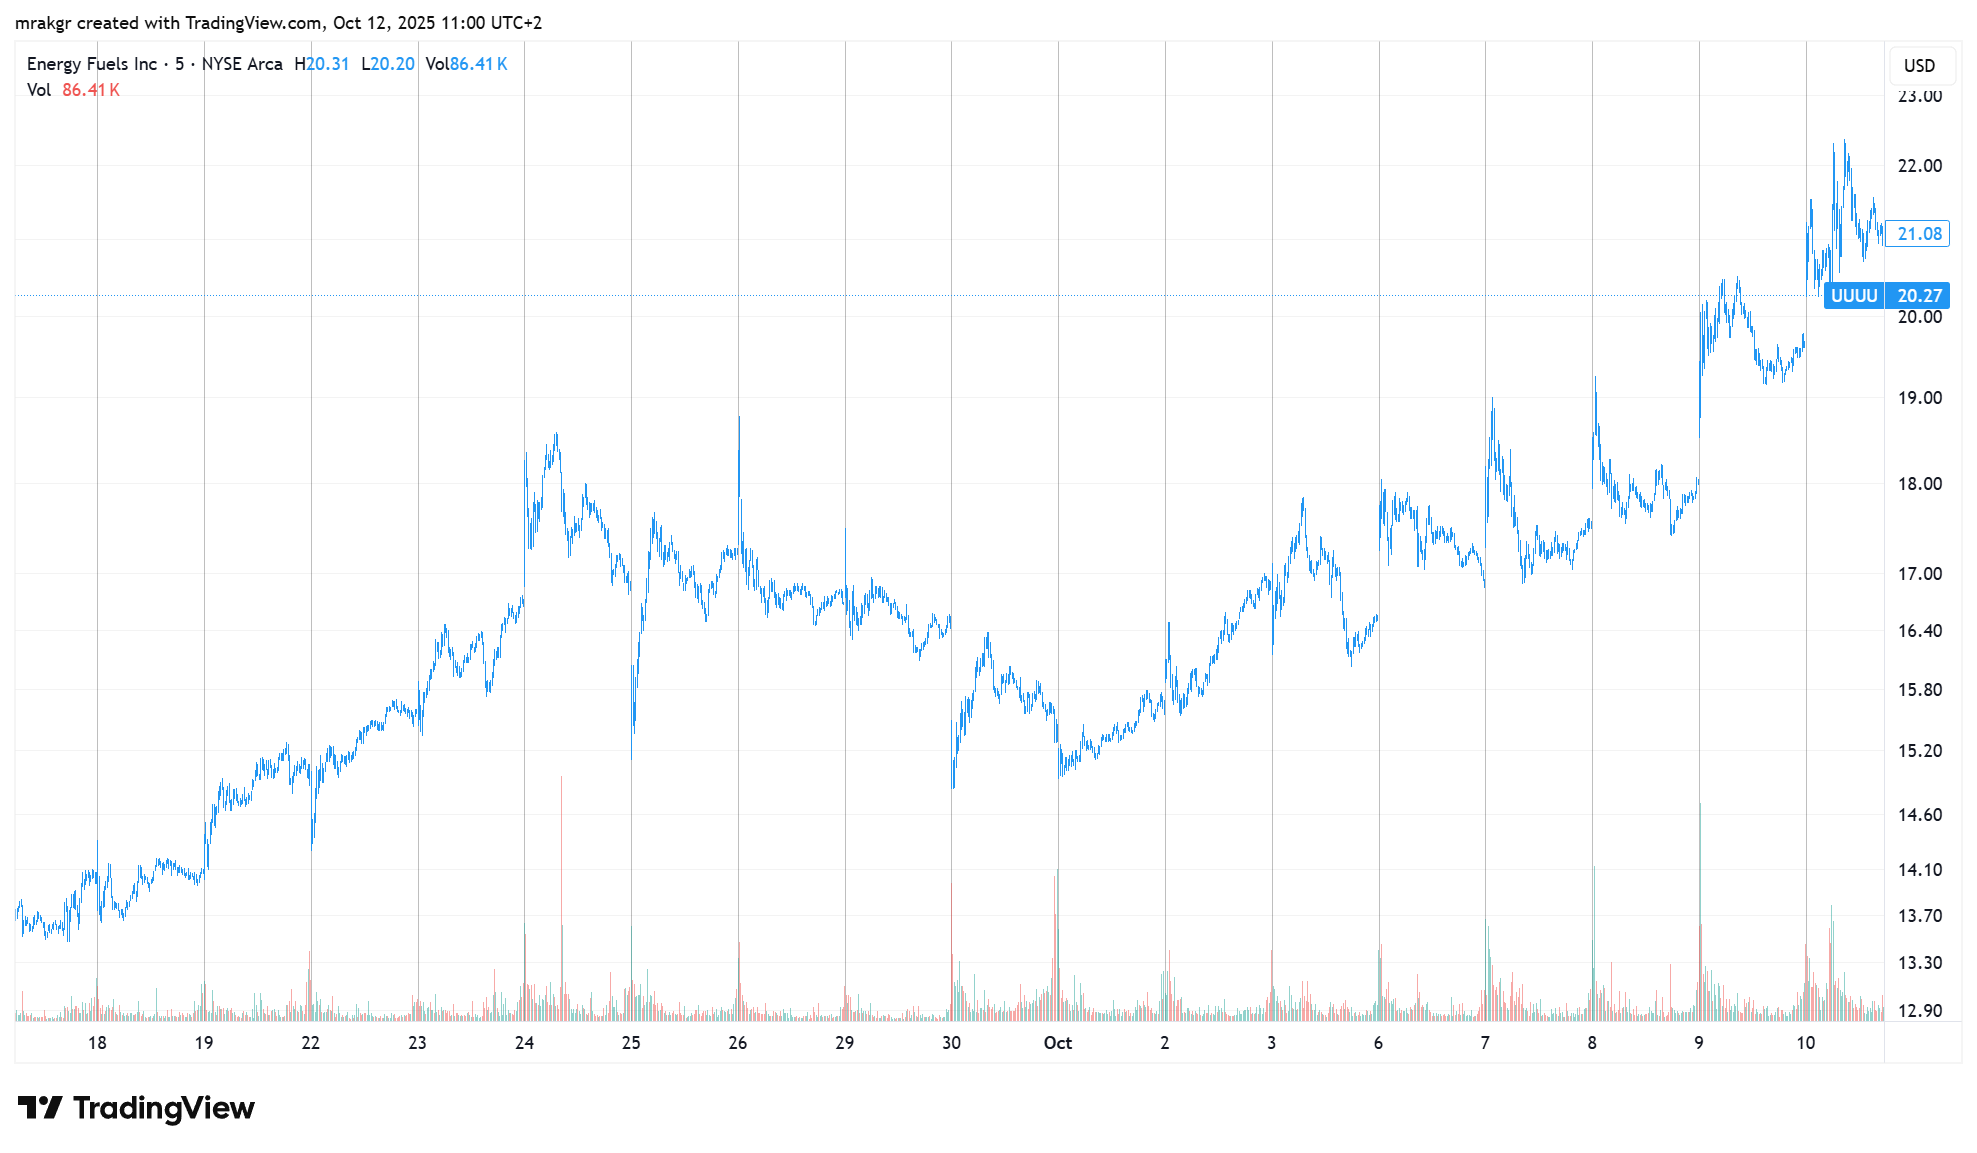 mrakgr created with TradingView.com, Oct 12, 2025 11:00 UTC+2
Energy Fuels Inc · 5 · NYSE Arca H20.31 L20.20 Vol86.41 K
Vol 86.41 K
USD
23.00
22.00
21.08
UUUU 20.27
20.00
19.00
18.00
17.00
16.40
15.80
15.20
14.60
14.10
13.70
13.30
12.90
18 19 22 23 24 25 26 29 30 Oct 2 3 6 7 8 9 10
TradingView